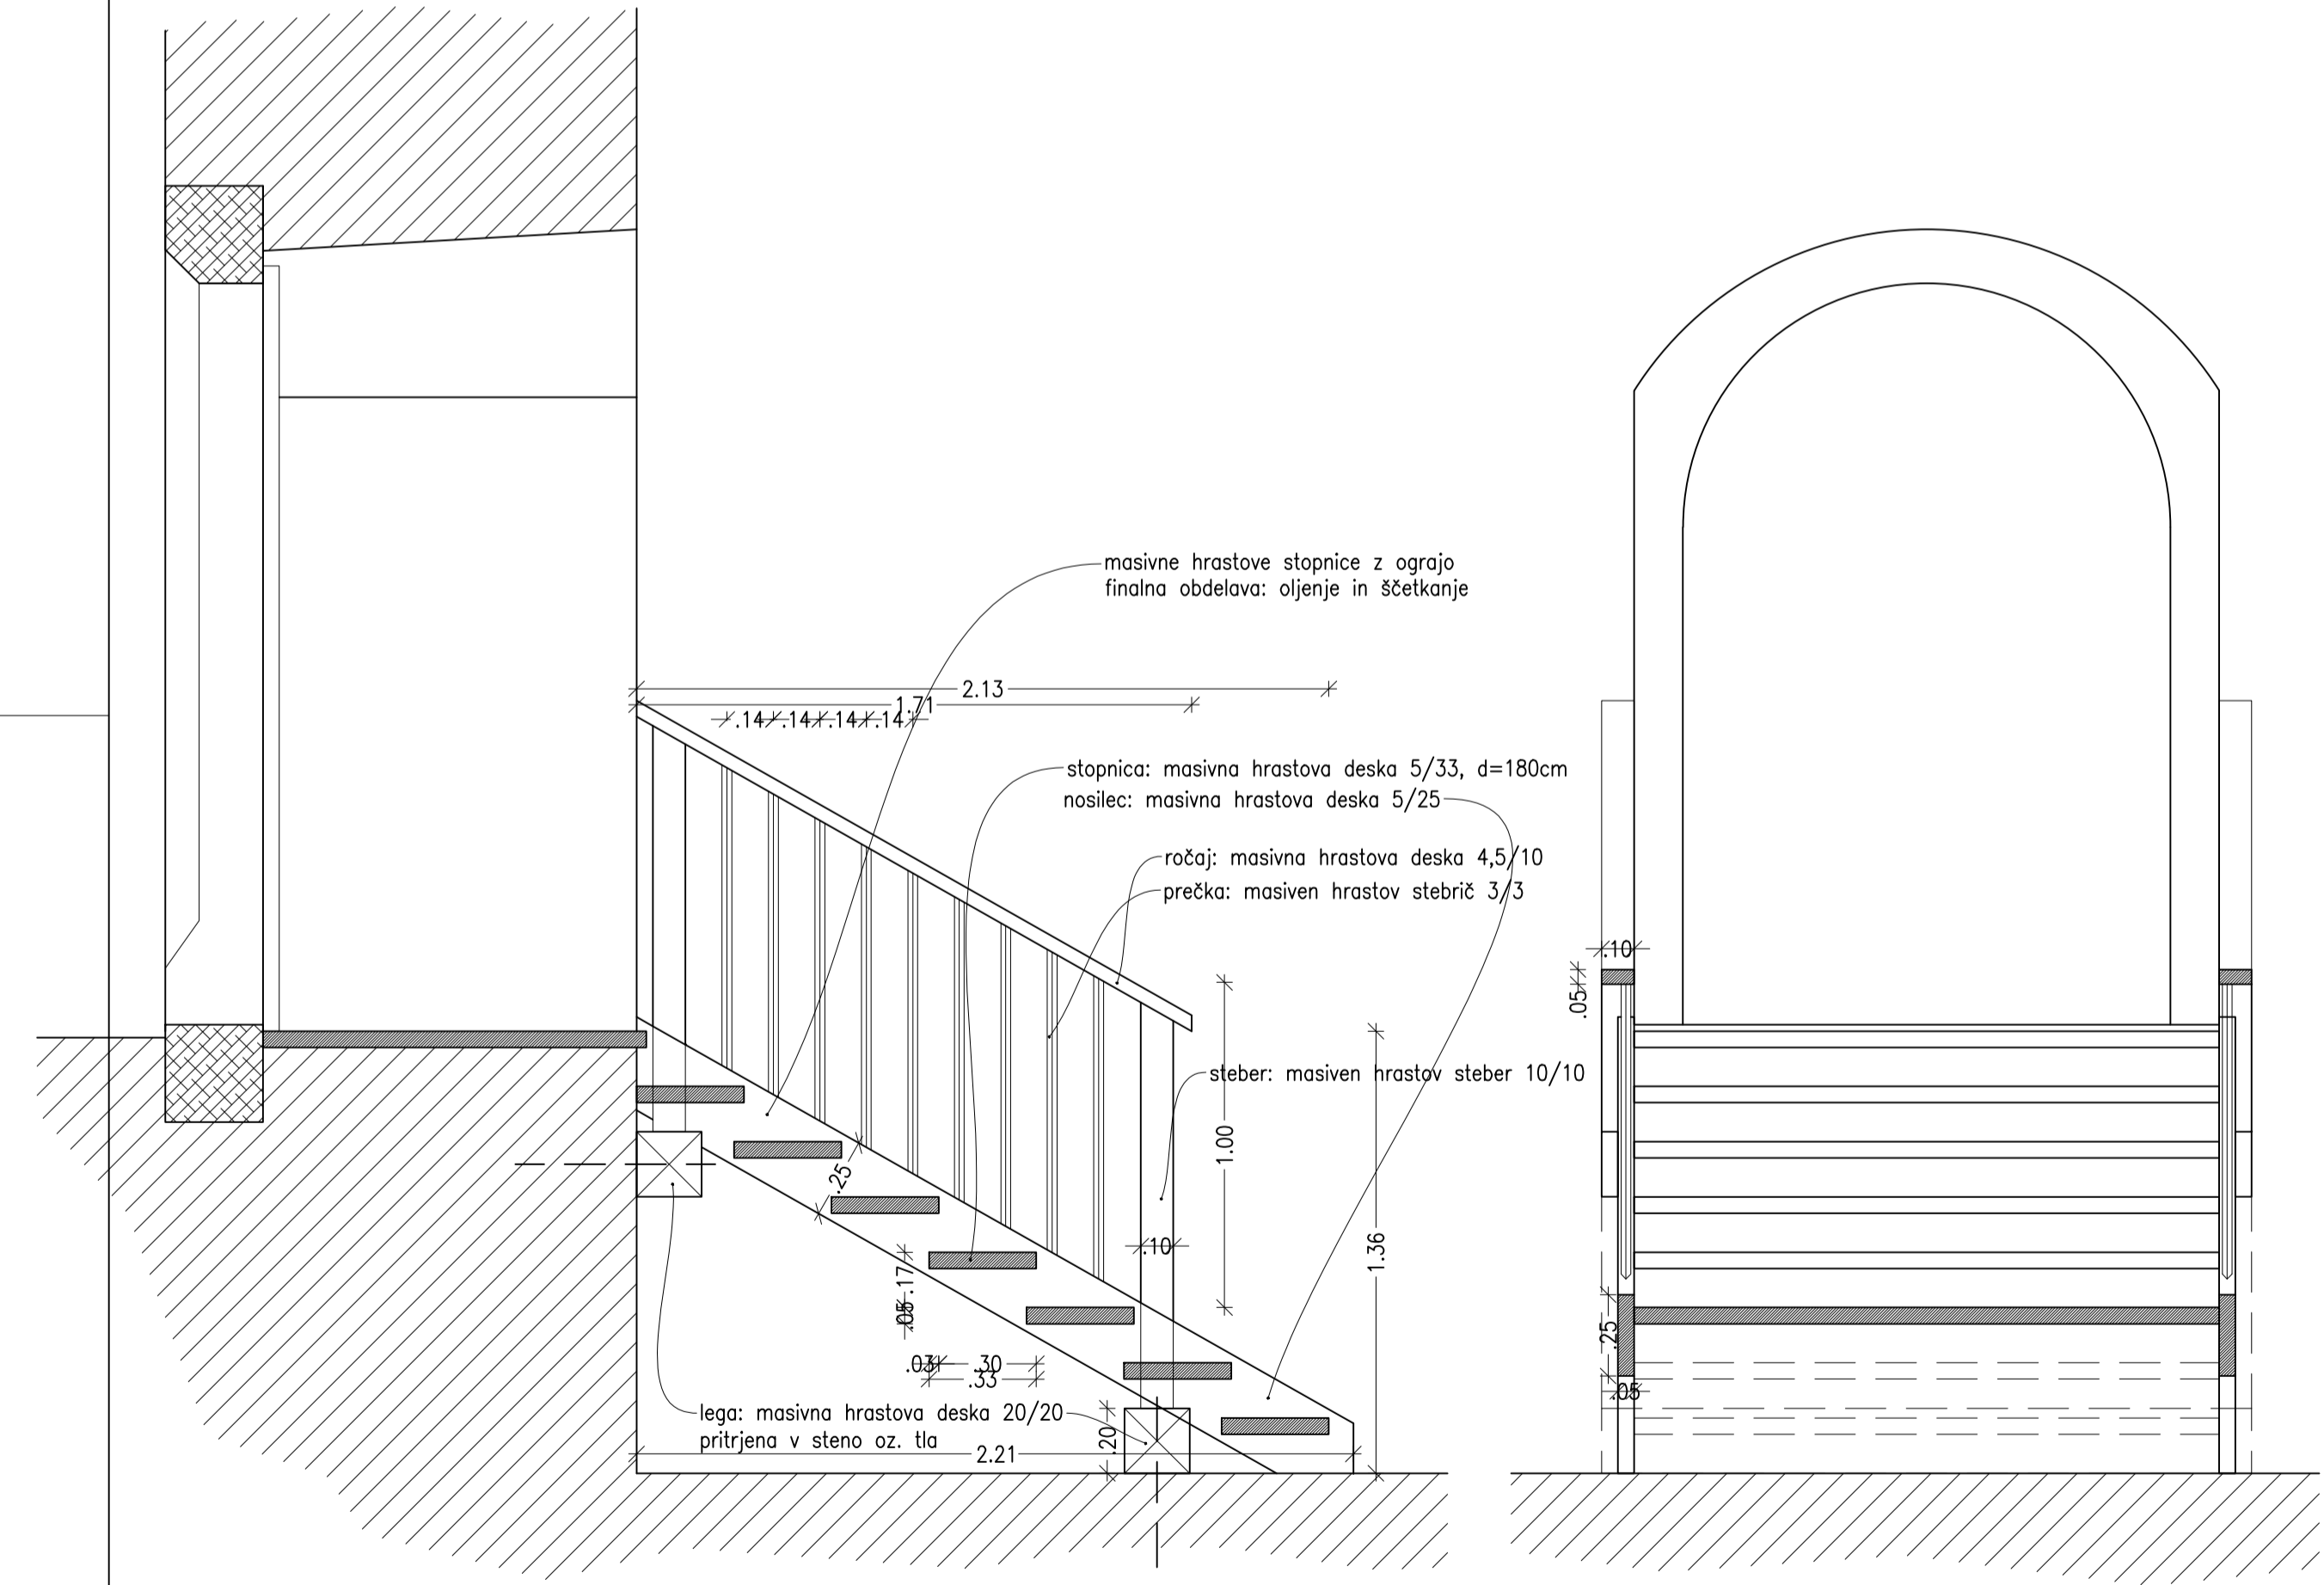 masivne hrastove stopnice z ograjo
finalna obdelava: oljenje in ščetkanje
2.13
1.71
.14 .14 .14 .14
stopnica: masivna hrastova deska 5/33, d=180cm
nosilec: masivna hrastova deska 5/25
ročaj: masivna hrastova deska 4,5/10
prečka: masiven hrastov stebrič 3/3
.10
.05
steber: masiven hrastov steber 10/10
1.00
.25
.10
1.36
.17
.05
.03 .30
.33
.25
.05
lega: masivna hrastova deska 20/20
pritrjena v steno oz. tla
.20
2.21